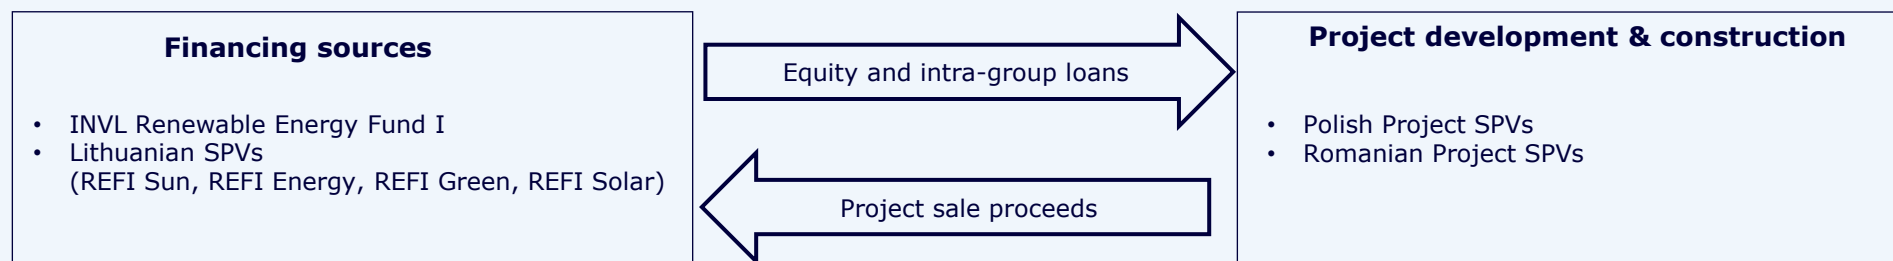 Financing sources
• INVL Renewable Energy Fund I
• Lithuanian SPVs
(REFI Sun, REFI Energy, REFI Green, REFI Solar)
Equity and intra-group loans
Project sale proceeds
Project development & construction
• Polish Project SPVs
• Romanian Project SPVs